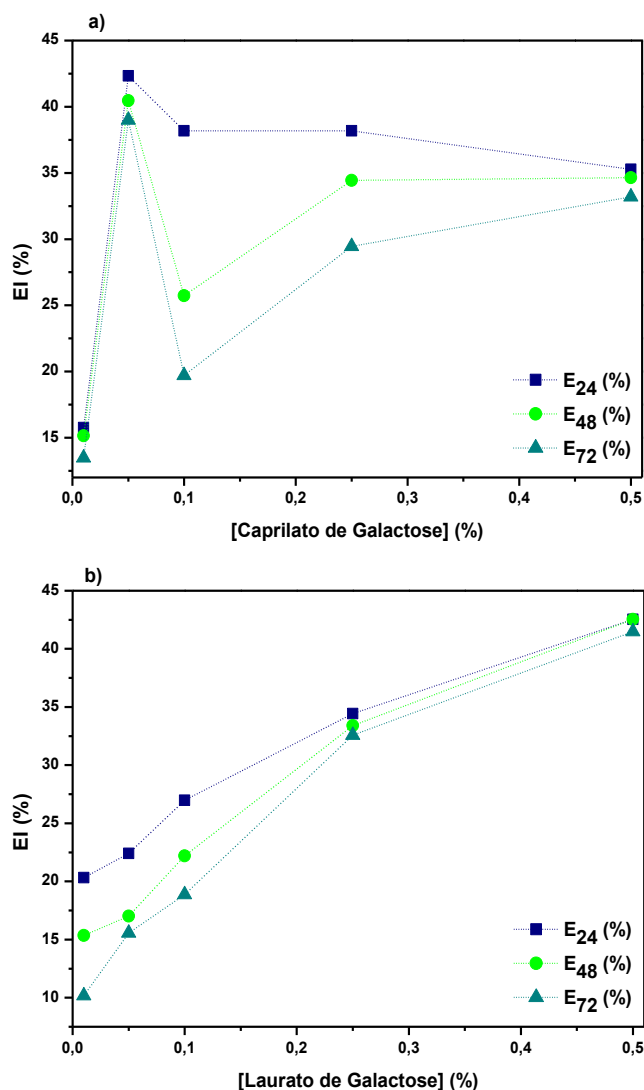 a)
45
40
35
30
25
20
15
EI (%)
E24 (%)
E48 (%)
E72 (%)
0,0 0,1 0,2 0,3 0,4 0,5
[Caprilato de Galactose] (%)
b)
45
40
35
30
25
20
15
10
EI (%)
E24 (%)
E48 (%)
E72 (%)
0,0 0,1 0,2 0,3 0,4 0,5
[Laurato de Galactose] (%)